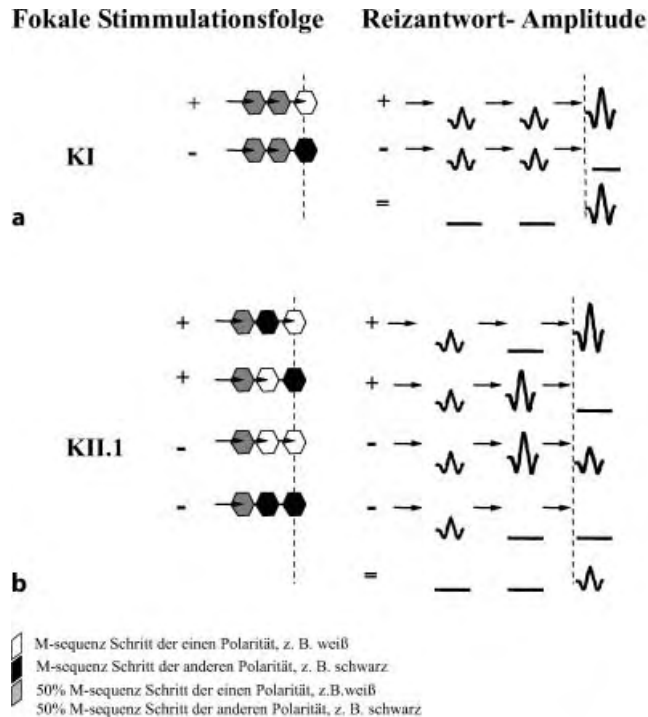 Fokale Stimmulationsfolge Reizantwort- Amplitude
+ +
- -
KI
=
a
+ +
+ +
KII.1
- -
- -
=
b
M-sequenz Schritt der einen Polarität, z. B. weiß
M-sequenz Schritt der anderen Polarität, z. B. schwarz
50% M-sequenz Schritt der einen Polarität, z.B.weiß
50% M-sequenz Schritt der anderen Polarität, z. B. schwarz